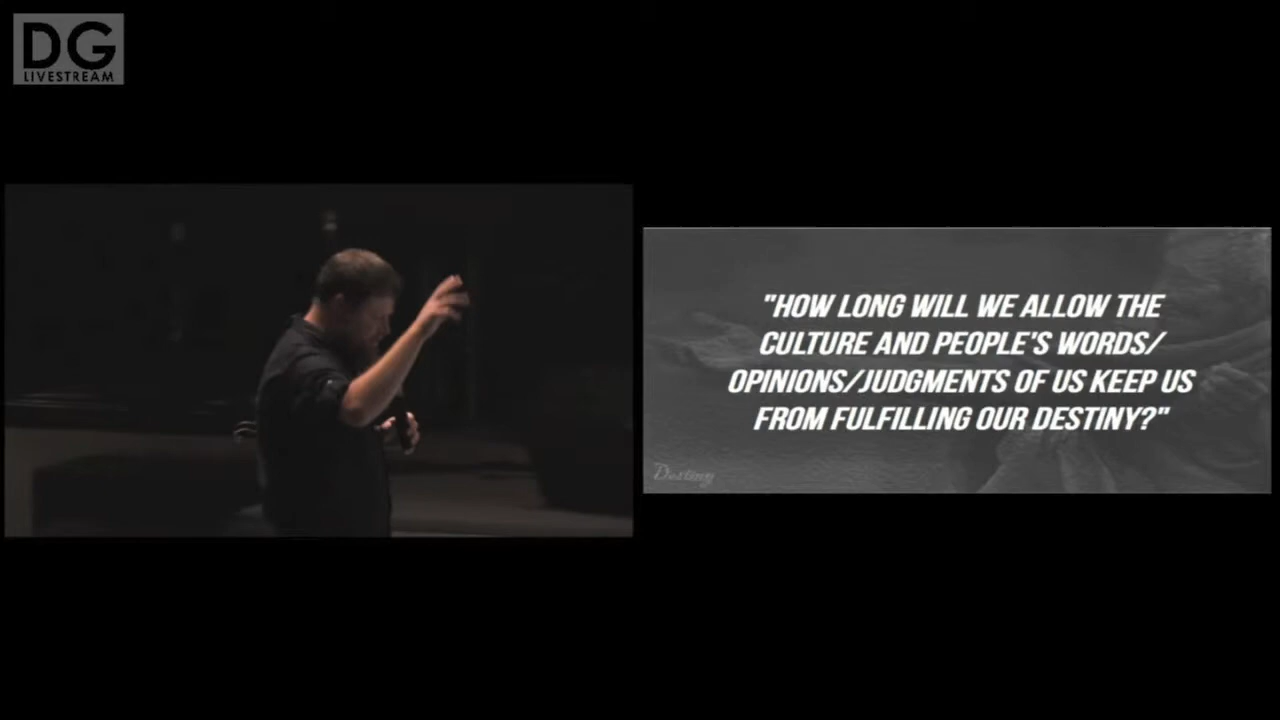 DG
LIVESTREAM
"HOW LONG WILL WE ALLOW THE
CULTURE AND PEOPLE'S WORDS/
OPINIONS/JUDGMENTS OF US KEEP US
FROM FULFILLING OUR DESTINY?"
Destiny